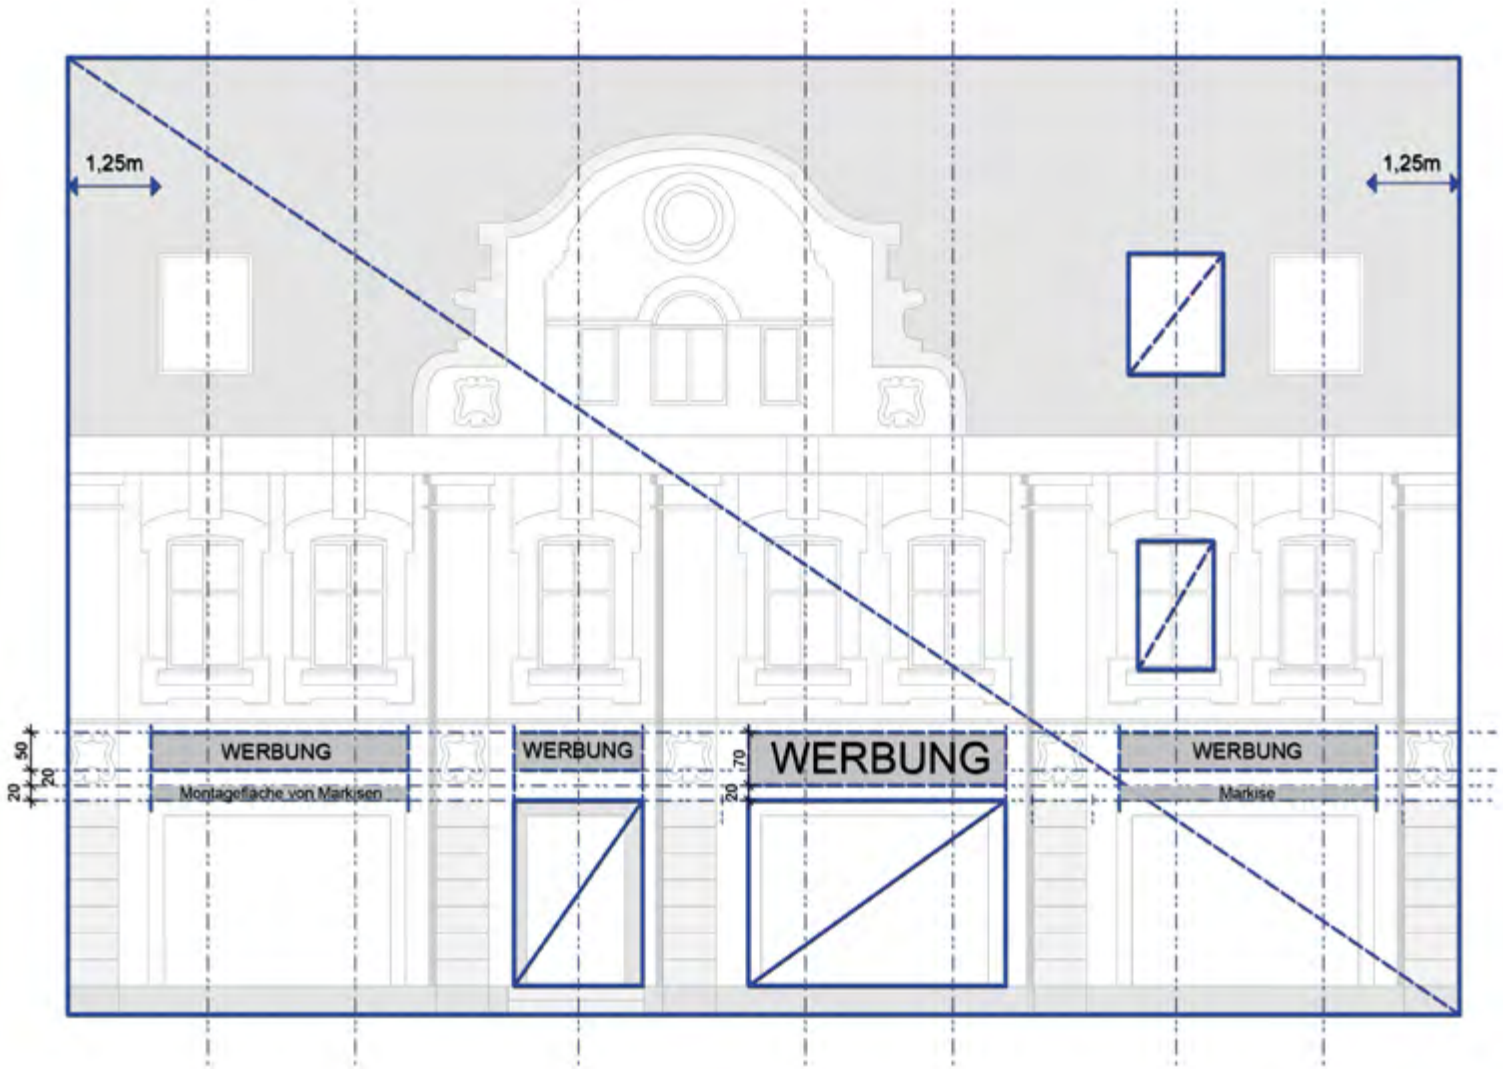 1,25m
1,25m
50
WERBUNG
WERBUNG
70
WERBUNG
WERBUNG
20
20
Montagefläche von Markisen
20
Markise